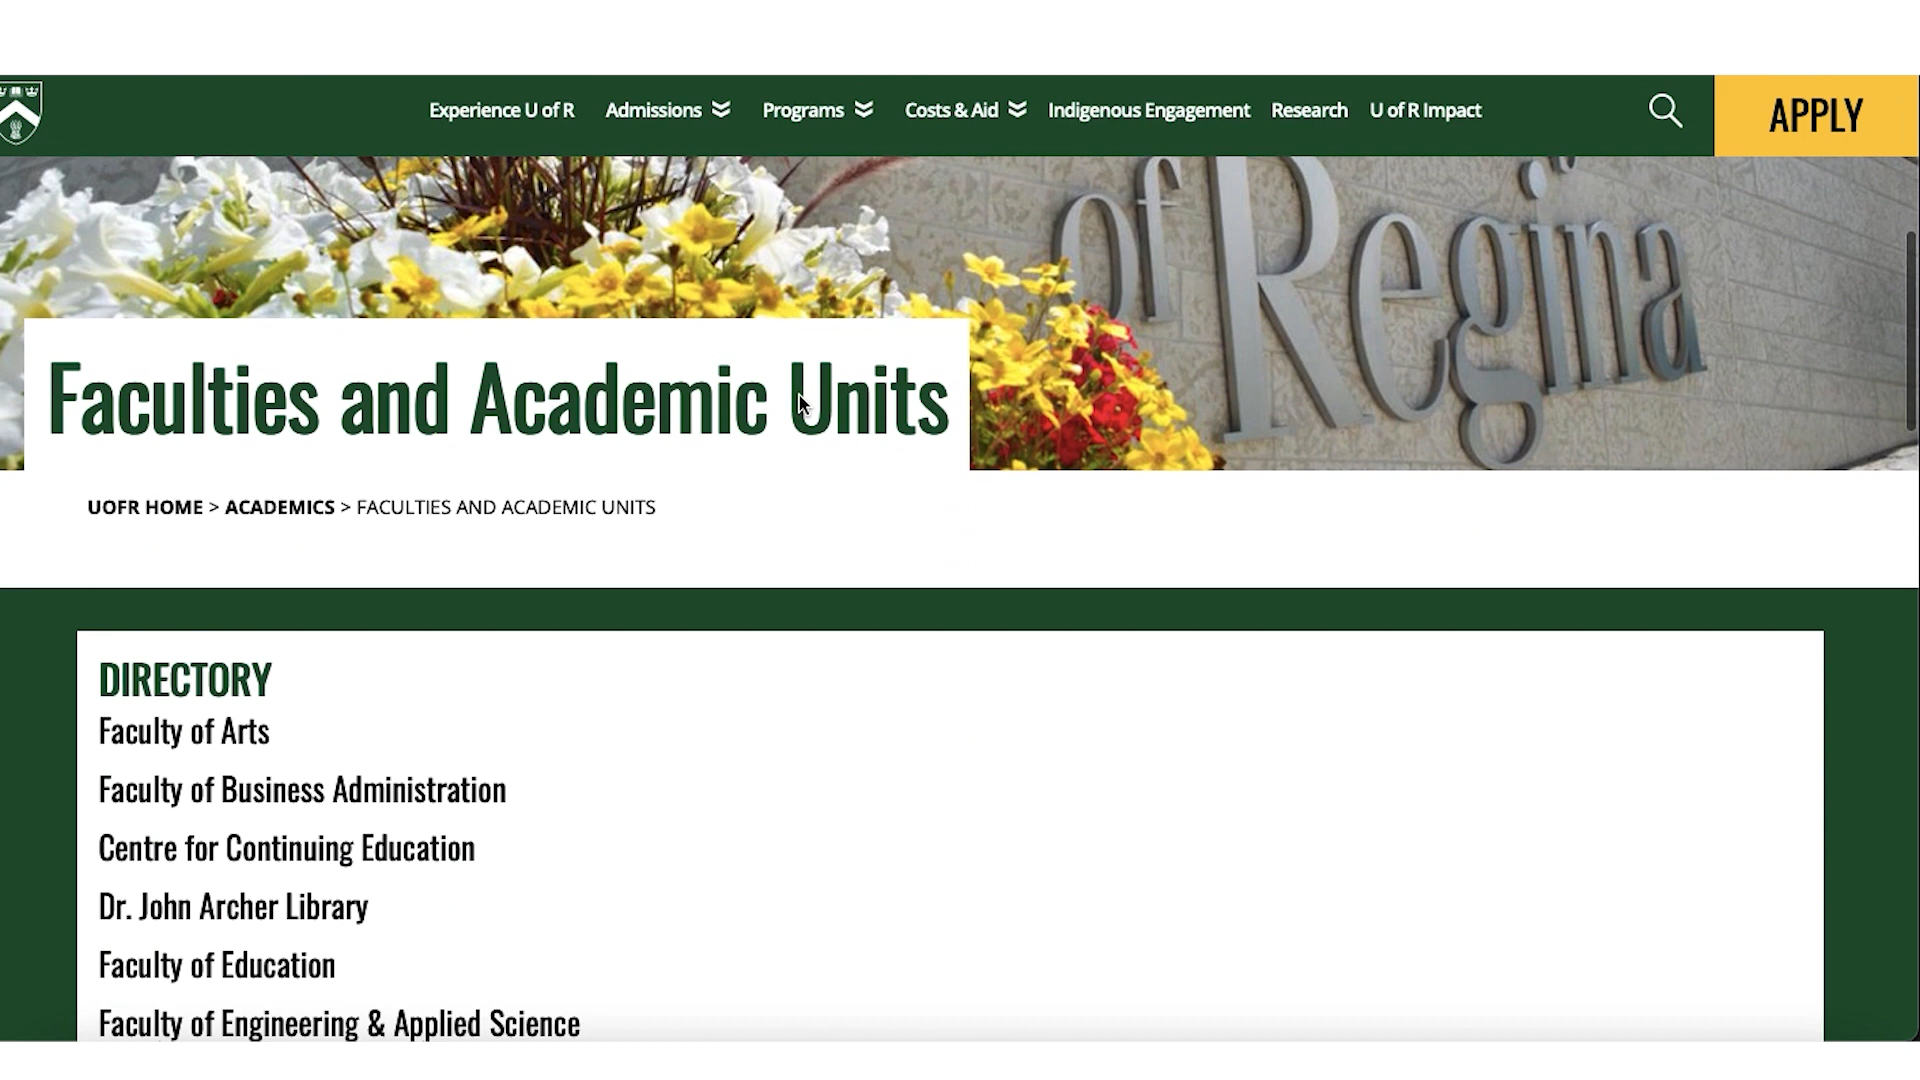 Experience U of R Admissions Programs Costs & Aid Indigenous Engagement Research U of R Impact APPLY
of Regina
Faculties and Academic Units
UOFR HOME > ACADEMICS > FACULTIES AND ACADEMIC UNITS
DIRECTORY
Faculty of Arts
Faculty of Business Administration
Centre for Continuing Education
Dr. John Archer Library
Faculty of Education
Faculty of Engineering & Applied Science